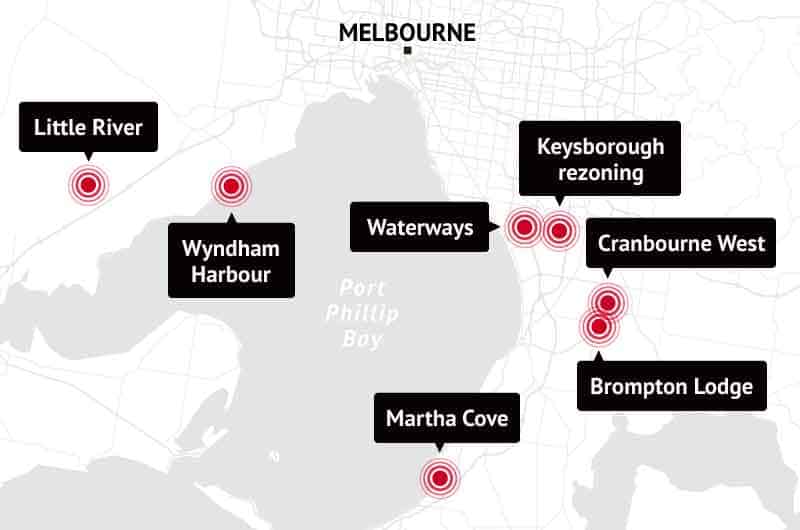 MELBOURNE
Little River
Keysborough
rezoning
Waterways
Cranbourne West
Wyndham
Harbour
Port
Phillip
Bay
Brompton Lodge
Martha Cove